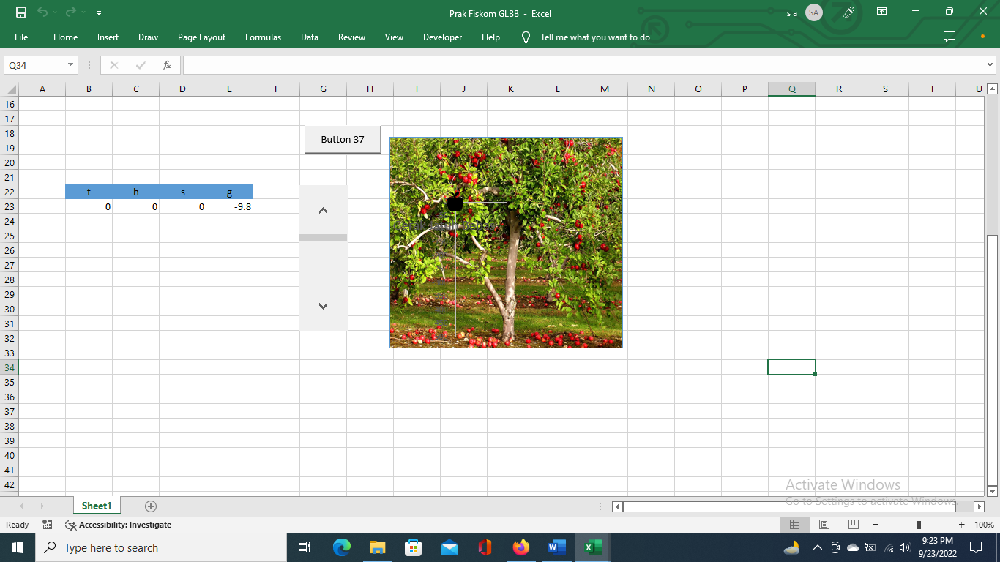 Prak Fiskom GLBB - Excel
s a
SA
File Home Insert Draw Page Layout Formulas Data Review View Developer Help Tell me what you want to do
Q34
fx
A B C D E F G H I J K L M N O P Q R S T U
16
17
18
Button 37
19
20
21
22 t h s g
23 0 0 0 -9.8
24
25
26
27
28
29
30
31
32
33
34
35
36
37
38
39
40
41
42
Activate Windows
Go to Settings to activate Windows.
Sheet1
Ready
Accessibility: Investigate
100%
Type here to search
9:23 PM
9/23/2022